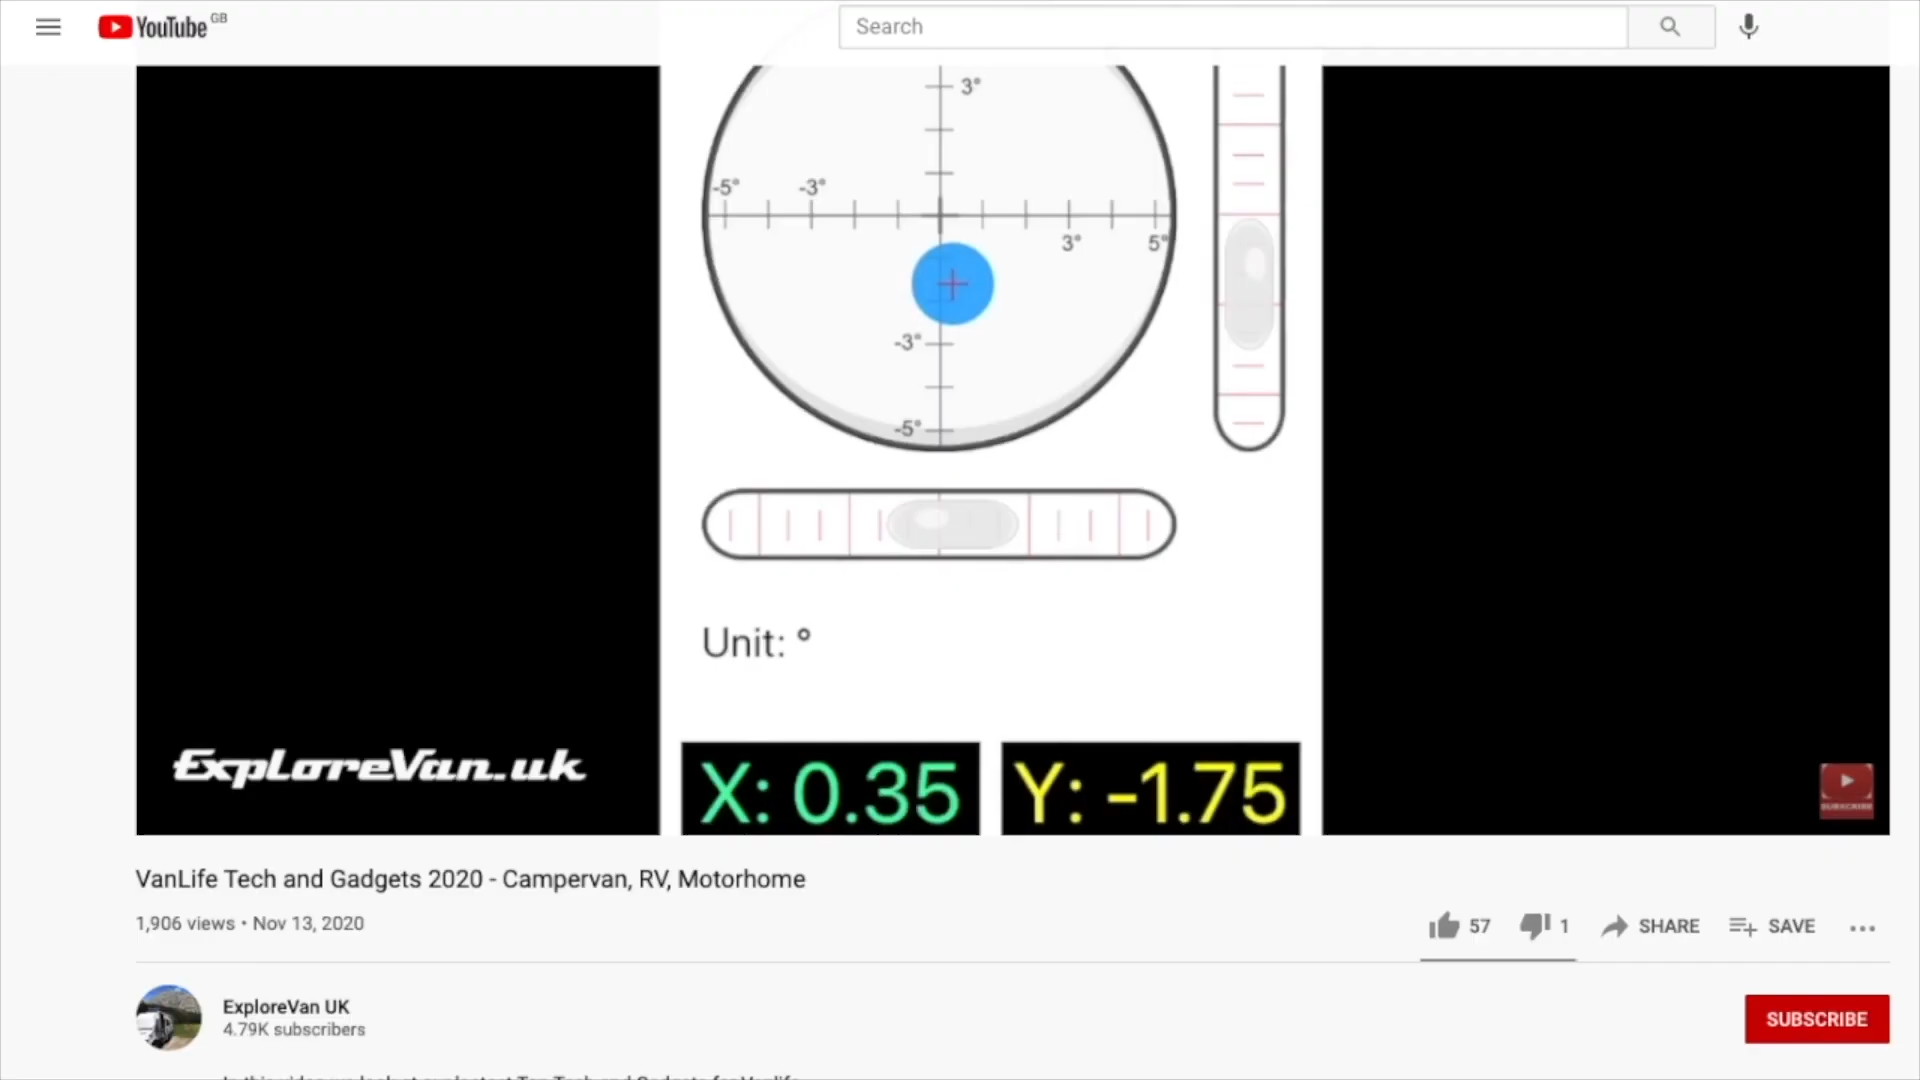 YouTube GB
Search
3°
-5° -3°
3° 5°
-3°
-5°
Unit: °
ExploreVan.uk
SUBSCRIBE
X: 0.35 Y: -1.75
VanLife Tech and Gadgets 2020 - Campervan, RV, Motorhome
1,906 views • Nov 13, 2020
57 1 SHARE SAVE
ExploreVan UK
4.79K subscribers
SUBSCRIBE